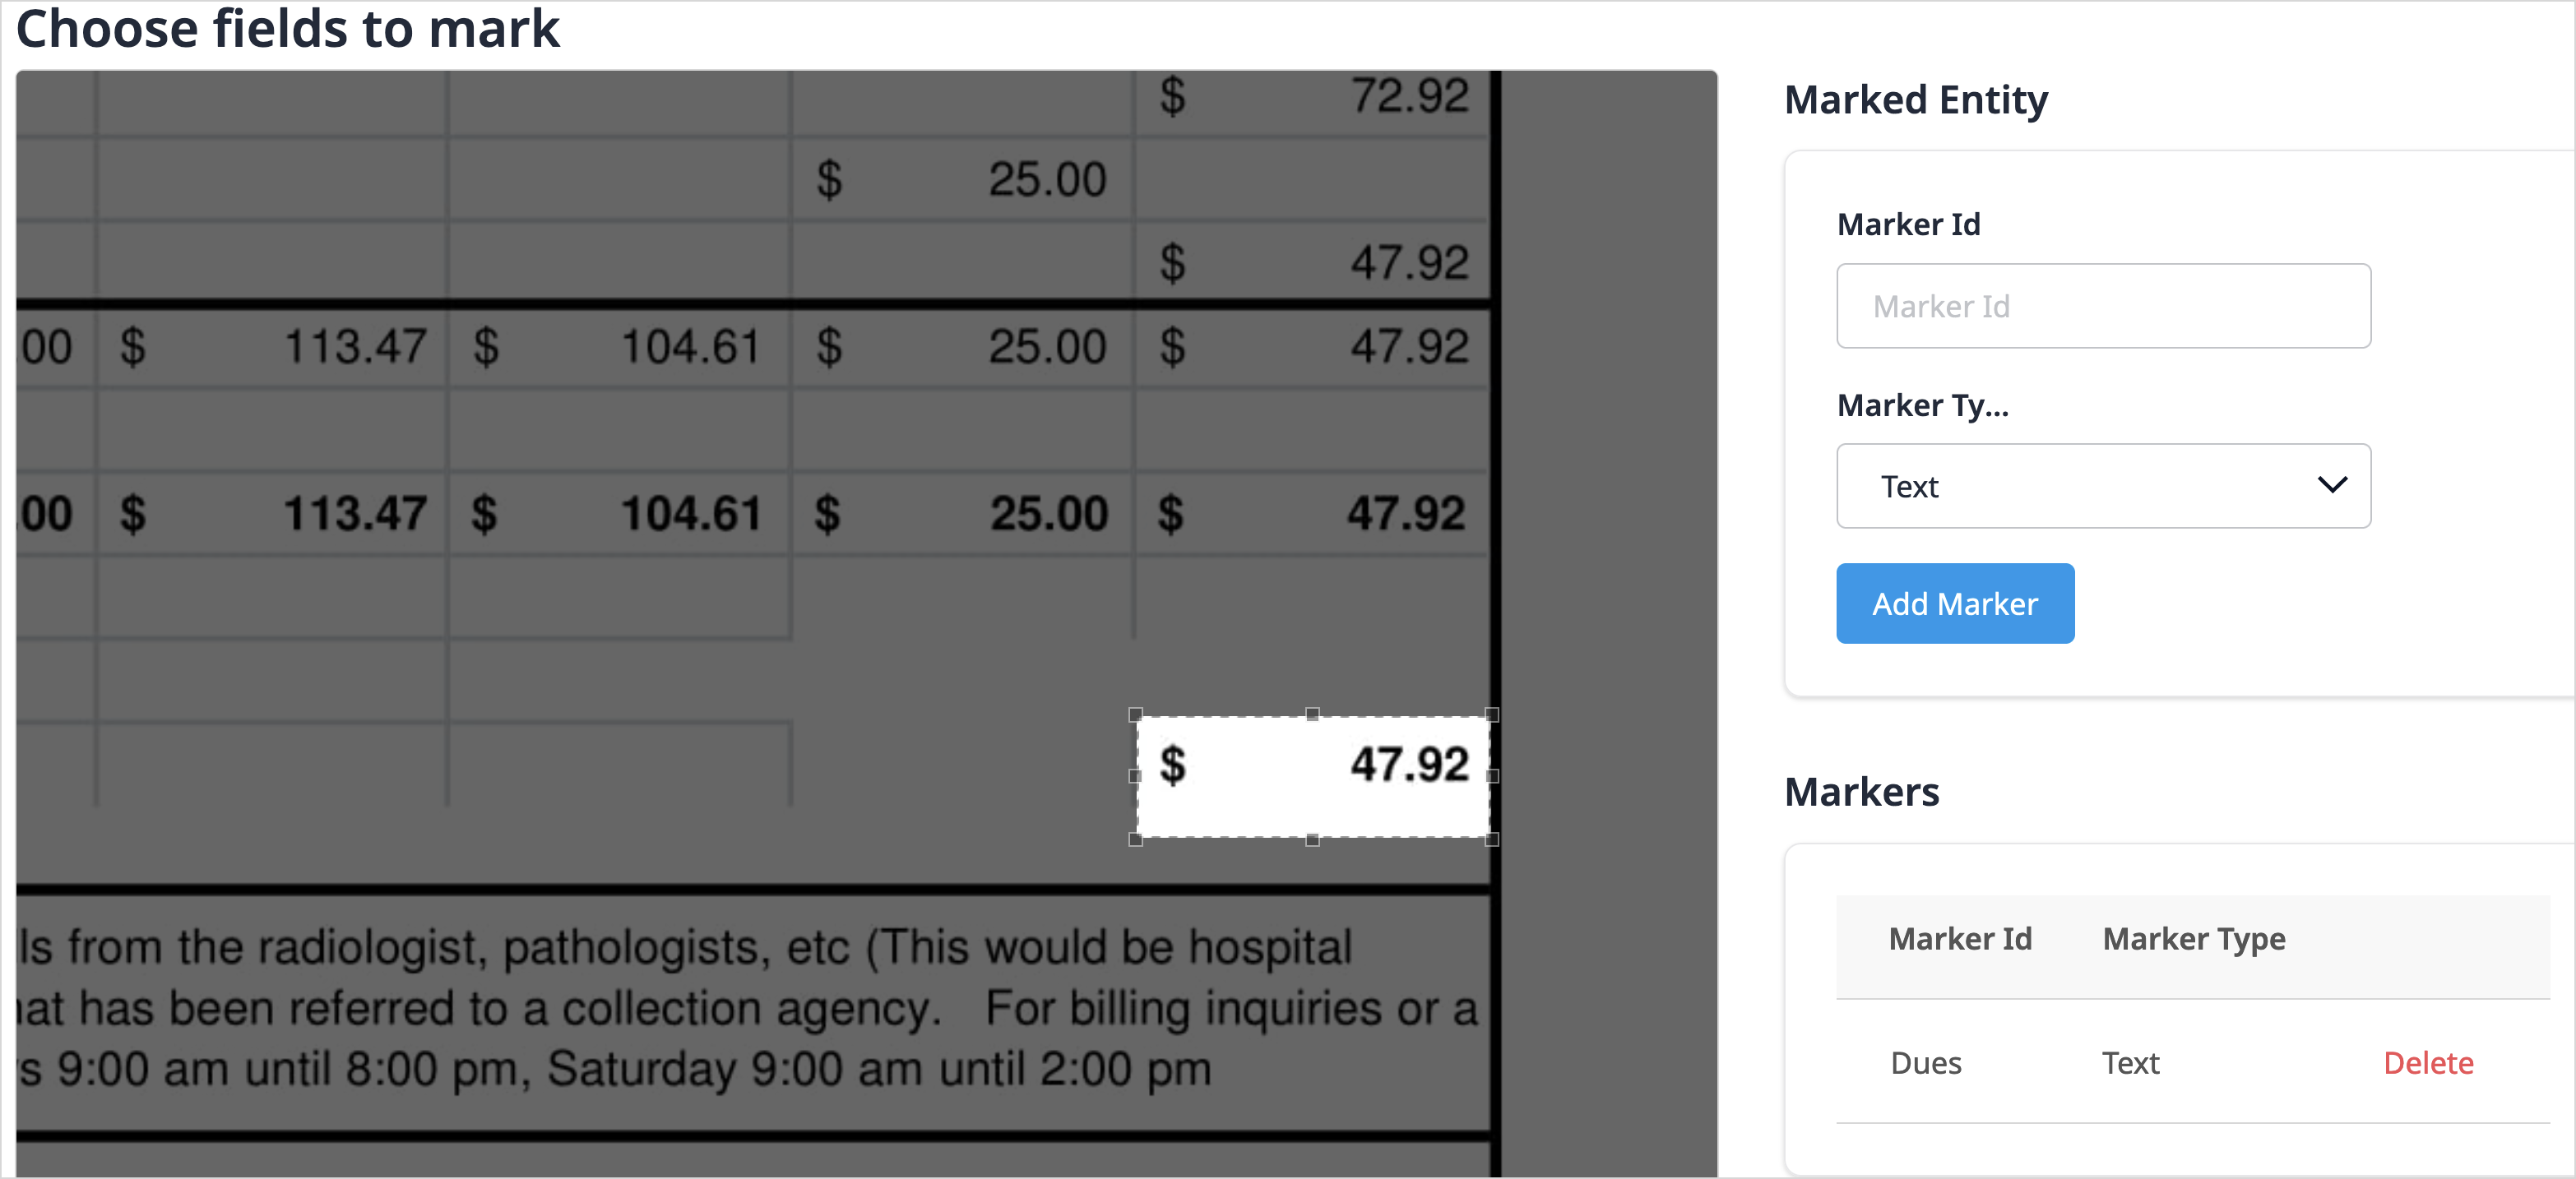 Choose fields to mark
$ 72.92
$ 25.00
$ 47.92
.00 $ 113.47 $ 104.61 $ 25.00 $ 47.92
.00 $ 113.47 $ 104.61 $ 25.00 $ 47.92
$ 47.92
ls from the radiologist, pathologists, etc (This would be hospital
at has been referred to a collection agency. For billing inquiries or a
s 9:00 am until 8:00 pm, Saturday 9:00 am until 2:00 pm
Marked Entity
Marker Id
Marker Id
Marker Ty...
Text
Add Marker
Markers
Marker Id Marker Type
Dues Text Delete